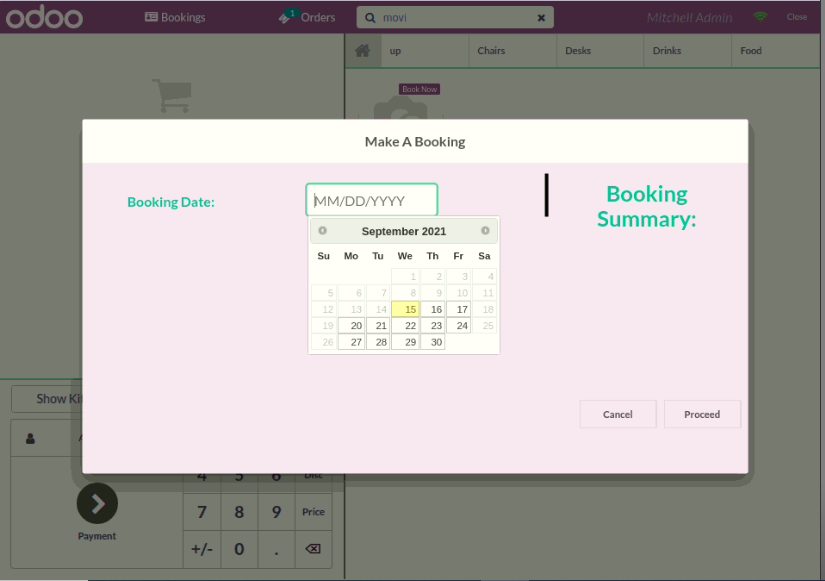 odoo
Bookings
1
Orders
movi
Mitchell Admin
Close
up
Chairs
Desks
Drinks
Food
Book Now
Make A Booking
Booking Date:
MM/DD/YYYY
Booking
Summary:
September 2021
Su Mo Tu We Th Fr Sa
1 2 3 4
5 6 7 8 9 10 11
12 13 14 15 16 17 18
19 20 21 22 23 24 25
26 27 28 29 30
Cancel
Proceed
Show Ki
4 5 6 Disc
7 8 9 Price
+/- 0 .
Payment